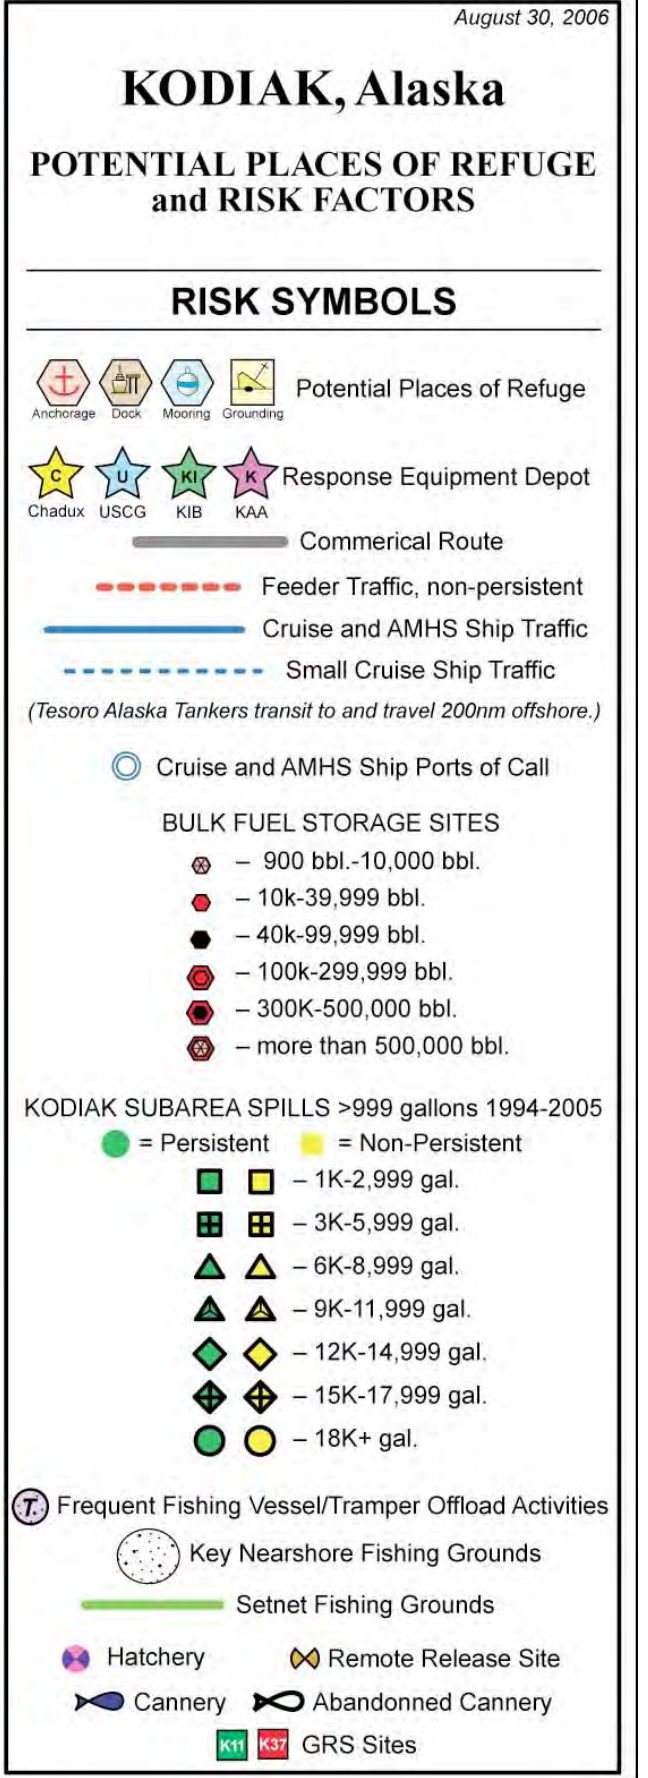 August 30, 2006
KODIAK, Alaska
POTENTIAL PLACES OF REFUGE
and RISK FACTORS
RISK SYMBOLS
Potential Places of Refuge
Anchorage Dock Mooring Grounding
C U KI K Response Equipment Depot
Chadux USCG KIB KAA
Commerical Route
Feeder Traffic, non-persistent
Cruise and AMHS Ship Traffic
Small Cruise Ship Traffic
(Tesoro Alaska Tankers transit to and travel 200nm offshore.)
Cruise and AMHS Ship Ports of Call
BULK FUEL STORAGE SITES
– 900 bbl.-10,000 bbl.
– 10k-39,999 bbl.
– 40k-99,999 bbl.
– 100k-299,999 bbl.
– 300K-500,000 bbl.
– more than 500,000 bbl.
KODIAK SUBAREA SPILLS >999 gallons 1994-2005
= Persistent = Non-Persistent
– 1K-2,999 gal.
– 3K-5,999 gal.
– 6K-8,999 gal.
– 9K-11,999 gal.
– 12K-14,999 gal.
– 15K-17,999 gal.
– 18K+ gal.
T. Frequent Fishing Vessel/Tramper Offload Activities
Key Nearshore Fishing Grounds
Setnet Fishing Grounds
Hatchery Remote Release Site
Cannery Abandonned Cannery
K11 K37 GRS Sites